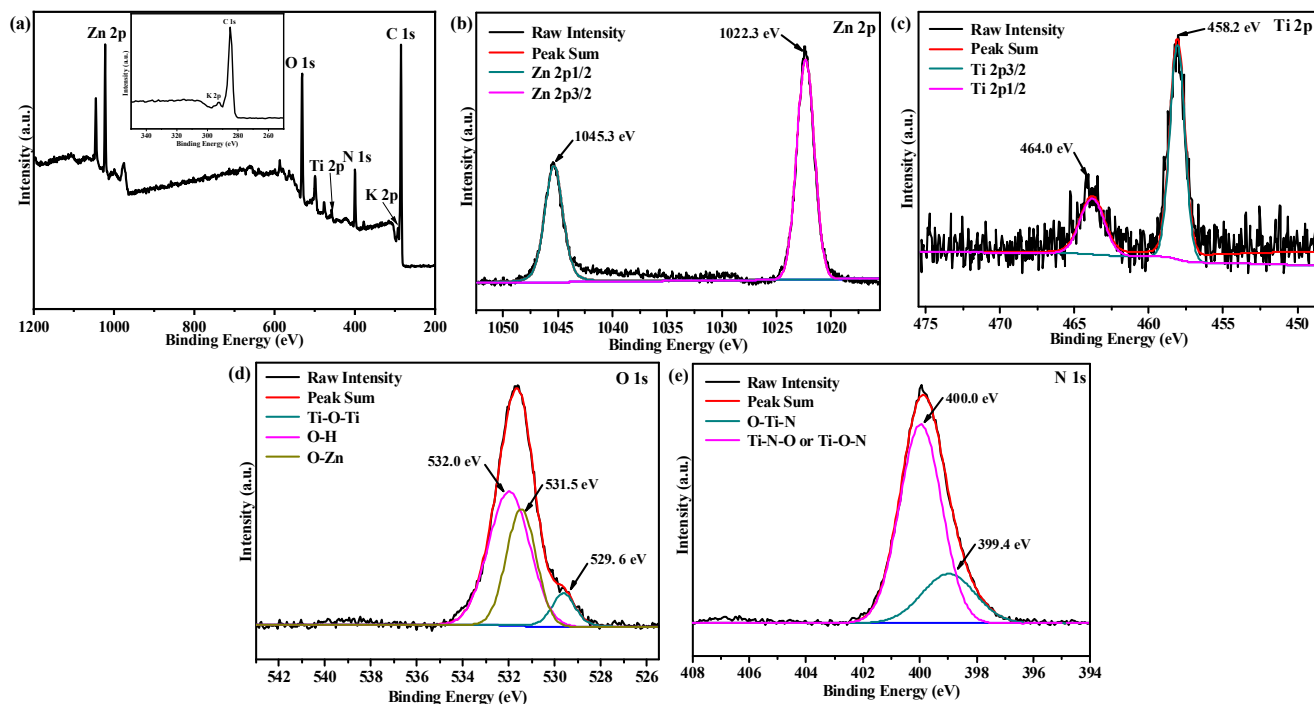 (a)
Zn 2p
C 1s
O 1s
Ti 2p
N 1s
K 2p
Intensity (a.u.)
1200 1000 800 600 400 200
Binding Energy (eV)
C 1s
K 2p
Intensity (a.u.)
340 320 300 280 260
Binding Energy (eV)
(b)
Zn 2p
Raw Intensity
Peak Sum
Zn 2p1/2
Zn 2p3/2
1022.3 eV
1045.3 eV
Intensity (a.u.)
1050 1045 1040 1035 1030 1025 1020
Binding Energy (eV)
(c)
Ti 2p
Raw Intensity
Peak Sum
Ti 2p3/2
Ti 2p1/2
458.2 eV
464.0 eV
Intensity (a.u.)
475 470 465 460 455 450
Binding Energy (eV)
(d)
O 1s
Raw Intensity
Peak Sum
Ti-O-Ti
O-H
O-Zn
532.0 eV
531.5 eV
529. 6 eV
Intensity (a.u.)
542 540 538 536 534 532 530 528 526
Binding Energy (eV)
(e)
N 1s
Raw Intensity
Peak Sum
O-Ti-N
Ti-N-O or Ti-O-N
400.0 eV
399.4 eV
Intensity (a.u.)
408 406 404 402 400 398 396 394
Binding Energy (eV)